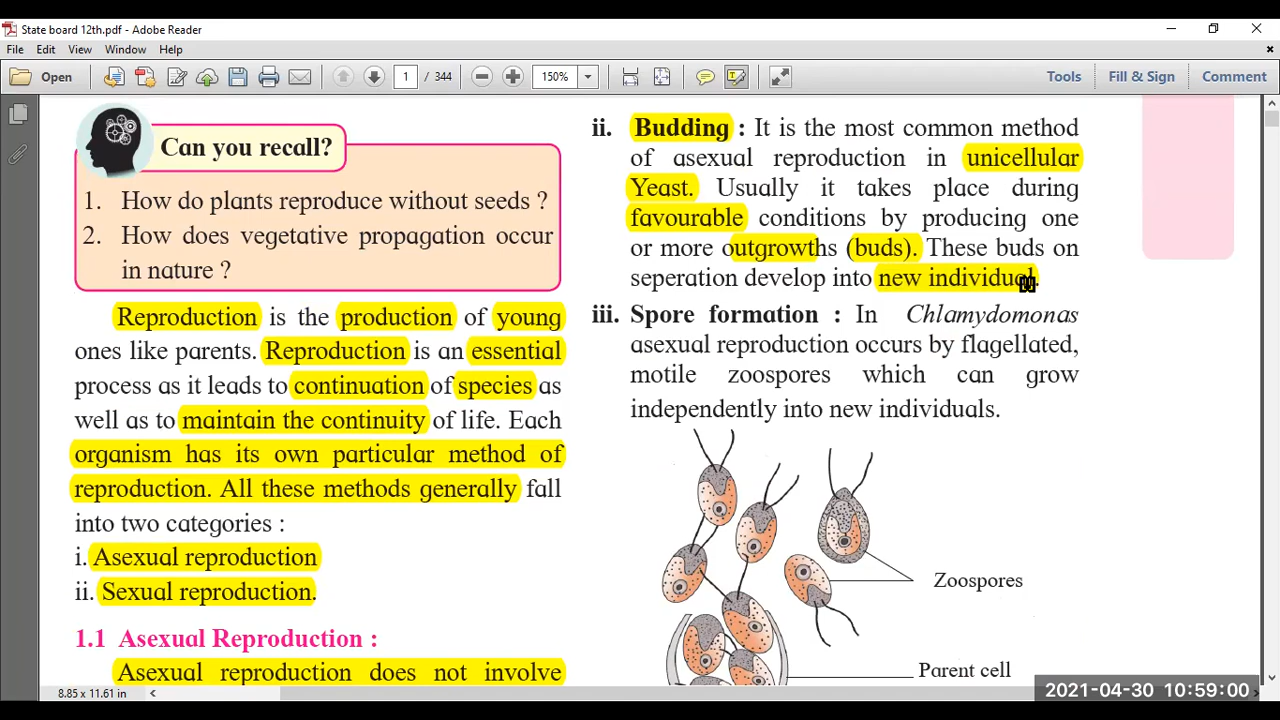 State board 12th.pdf - Adobe Reader
File Edit View Window Help
Open 1 / 344 150% Tools Fill & Sign Comment
Can you recall?
1. How do plants reproduce without seeds ?
2. How does vegetative propagation occur
in nature ?
Reproduction is the production of young
ones like parents. Reproduction is an essential
process as it leads to continuation of species as
well as to maintain the continuity of life. Each
organism has its own particular method of
reproduction. All these methods generally fall
into two categories :
i. Asexual reproduction
ii. Sexual reproduction.
1.1 Asexual Reproduction :
Asexual reproduction does not involve
ii. Budding : It is the most common method
of asexual reproduction in unicellular
Yeast. Usually it takes place during
favourable conditions by producing one
or more outgrowths (buds). These buds on
seperation develop into new individual.
iii. Spore formation : In Chlamydomonas
asexual reproduction occurs by flagellated,
motile zoospores which can grow
independently into new individuals.
Zoospores
Parent cell
8.85 x 11.61 in
2021-04-30 10:59:00